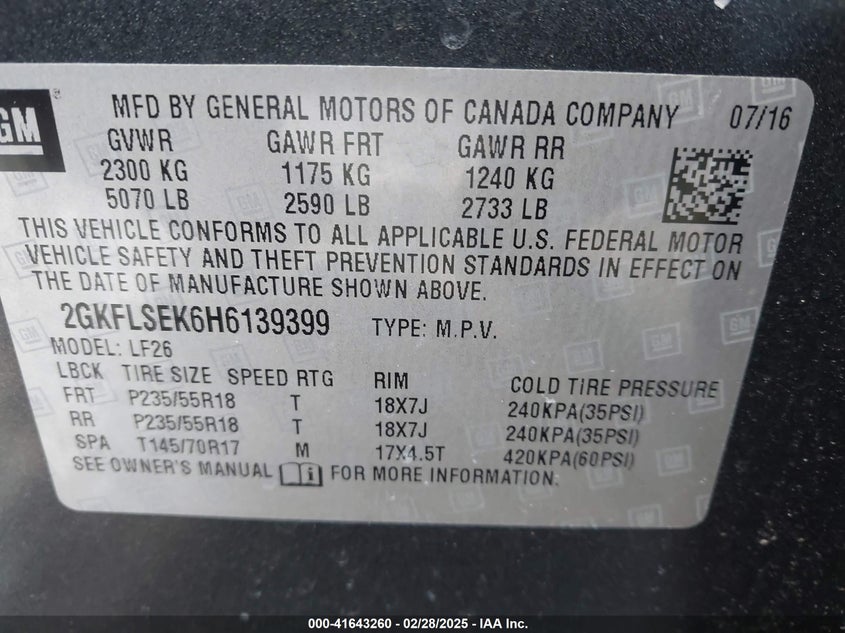 GM
MFD BY GENERAL MOTORS OF CANADA COMPANY 07/16
GVWR GAWR FRT GAWR RR
2300 KG 1175 KG 1240 KG
5070 LB 2590 LB 2733 LB
THIS VEHICLE CONFORMS TO ALL APPLICABLE U.S. FEDERAL MOTOR
VEHICLE SAFETY AND THEFT PREVENTION STANDARDS IN EFFECT ON
THE DATE OF MANUFACTURE SHOWN ABOVE.
2GKFLSEK6H6139399 TYPE: M.P.V.
MODEL: LF26
LBCK TIRE SIZE SPEED RTG RIM COLD TIRE PRESSURE
FRT P235/55R18 T 18X7J 240KPA(35PSI)
RR P235/55R18 T 18X7J 240KPA(35PSI)
SPA T145/70R17 M 17X4.5T 420KPA(60PSI)
SEE OWNER'S MANUAL FOR MORE INFORMATION.
000-41643260 - 02/28/2025 - IAA Inc.